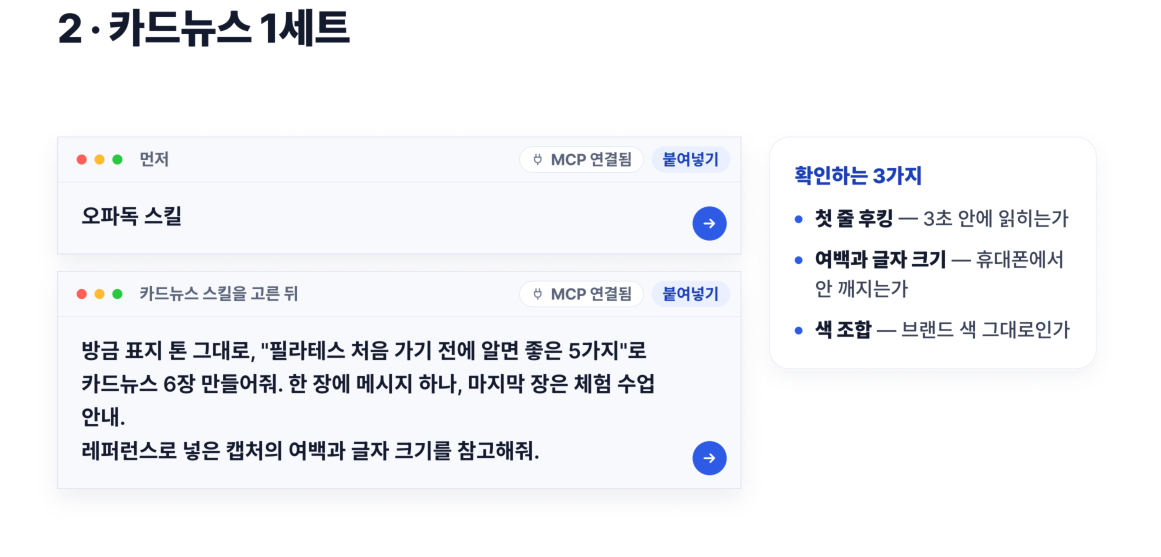 2 · 카드뉴스 1세트
먼저
MCP 연결됨
붙여넣기
오파독 스킬
카드뉴스 스킬을 고른 뒤
MCP 연결됨
붙여넣기
방금 표지 톤 그대로, "필라테스 처음 가기 전에 알면 좋은 5가지"로
카드뉴스 6장 만들어줘. 한 장에 메시지 하나, 마지막 장은 체험 수업
안내.
레퍼런스로 넣은 캡처의 여백과 글자 크기를 참고해줘.
확인하는 3가지
첫 줄 후킹 — 3초 안에 읽히는가
여백과 글자 크기 — 휴대폰에서
안 깨지는가
색 조합 — 브랜드 색 그대로인가